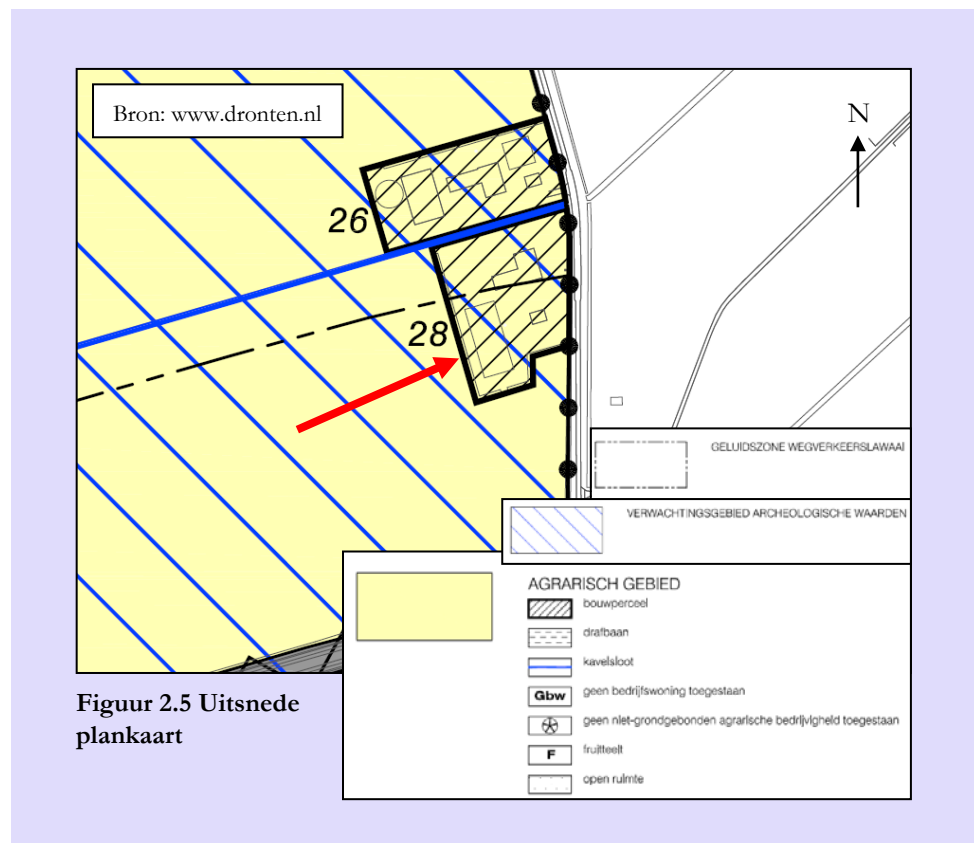 Bron: www.dronten.nl
N
26
28
GELUIDSZONE WEGVERKEERSLAWAAI
VERWACHTINGSGEBIED ARCHEOLOGISCHE WAARDEN
AGRARISCH GEBIED
bouwperceel
drafbaan
kavelsloot
Gbw geen bedrijfswoning toegestaan
geen niet-grondgebonden agrarische bedrijvigheid toegestaan
F fruitteelt
open ruimte
Figuur 2.5 Uitsnede
plankaart